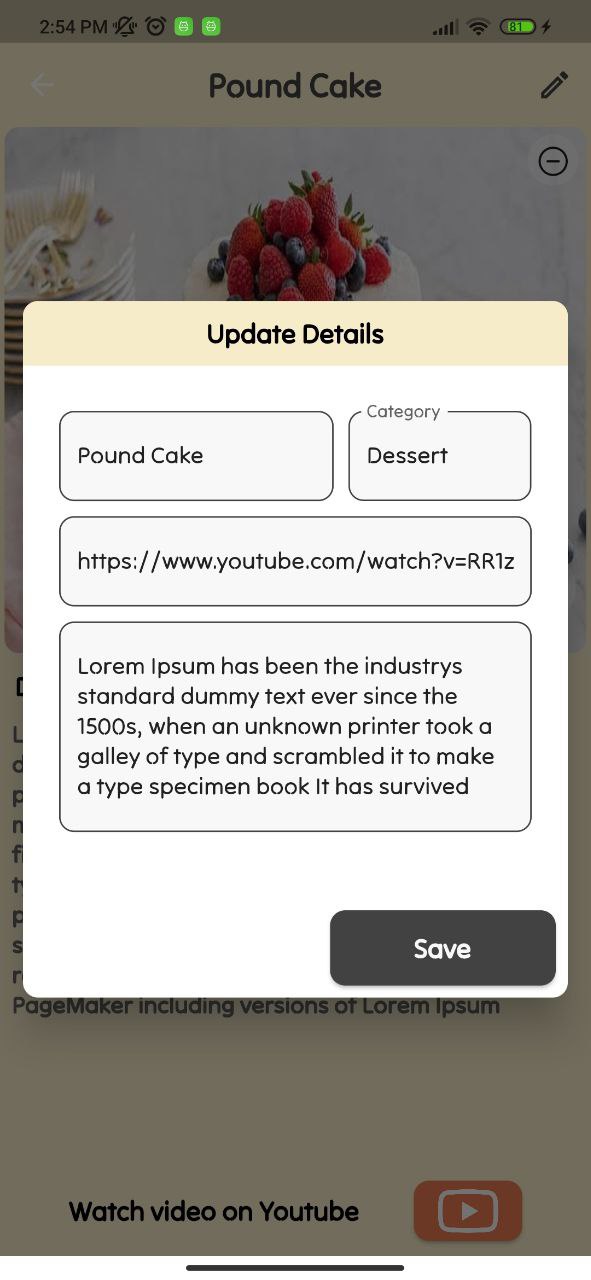 2:54 PM
81
Pound Cake
Update Details
Category
Pound Cake
Dessert
https://www.youtube.com/watch?v=RR1z
Lorem Ipsum has been the industrys
standard dummy text ever since the
1500s, when an unknown printer took a
galley of type and scrambled it to make
a type specimen book It has survived
Save
PageMaker including versions of Lorem Ipsum
Watch video on Youtube